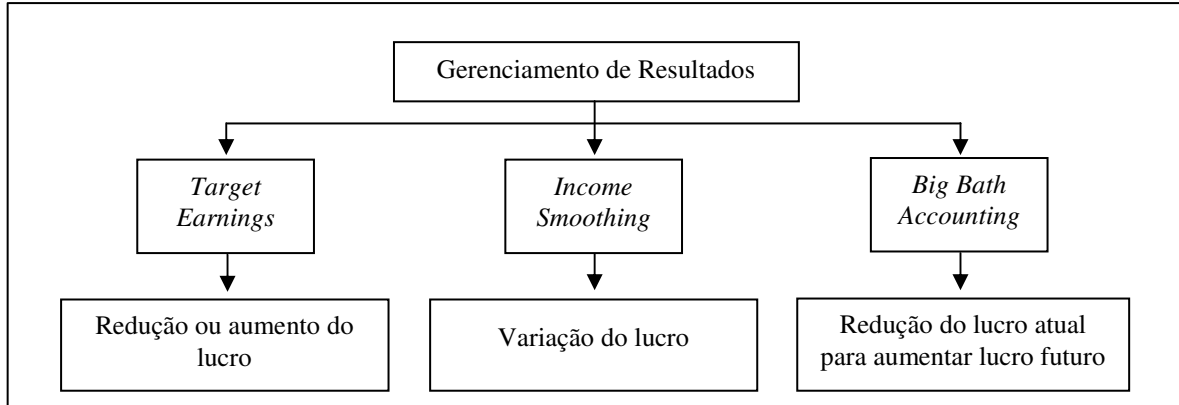 Gerenciamento de Resultados
Target
Earnings
Income
Smoothing
Big Bath
Accounting
Redução ou aumento do
lucro
Variação do lucro
Redução do lucro atual
para aumentar lucro futuro